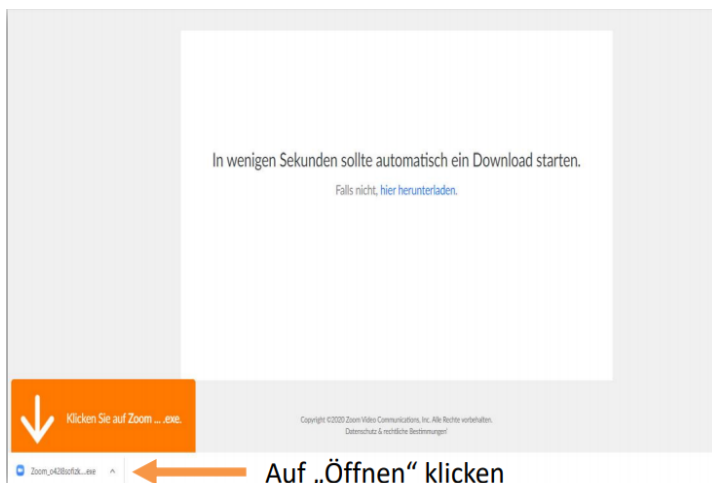 In wenigen Sekunden sollte automatisch ein Download starten.
Falls nicht, hier herunterladen.
Klicken Sie auf Zoom ... .exe.
Copyright ©2020 Zoom Video Communications, Inc. Alle Rechte vorbehalten.
Datenschutz & rechtliche Bestimmungen
Auf „Öffnen“ klicken